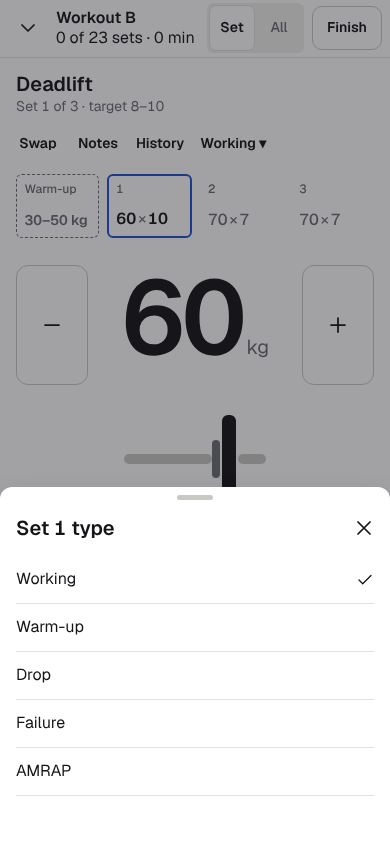 Workout B
0 of 23 sets · 0 min
Set
All
Finish
Deadlift
Set 1 of 3 · target 8–10
Swap Notes History Working ▾
Warm-up 1 2 3
30–50 kg 60×10 70×7 70×7
− 60 kg +
Set 1 type
Working
Warm-up
Drop
Failure
AMRAP